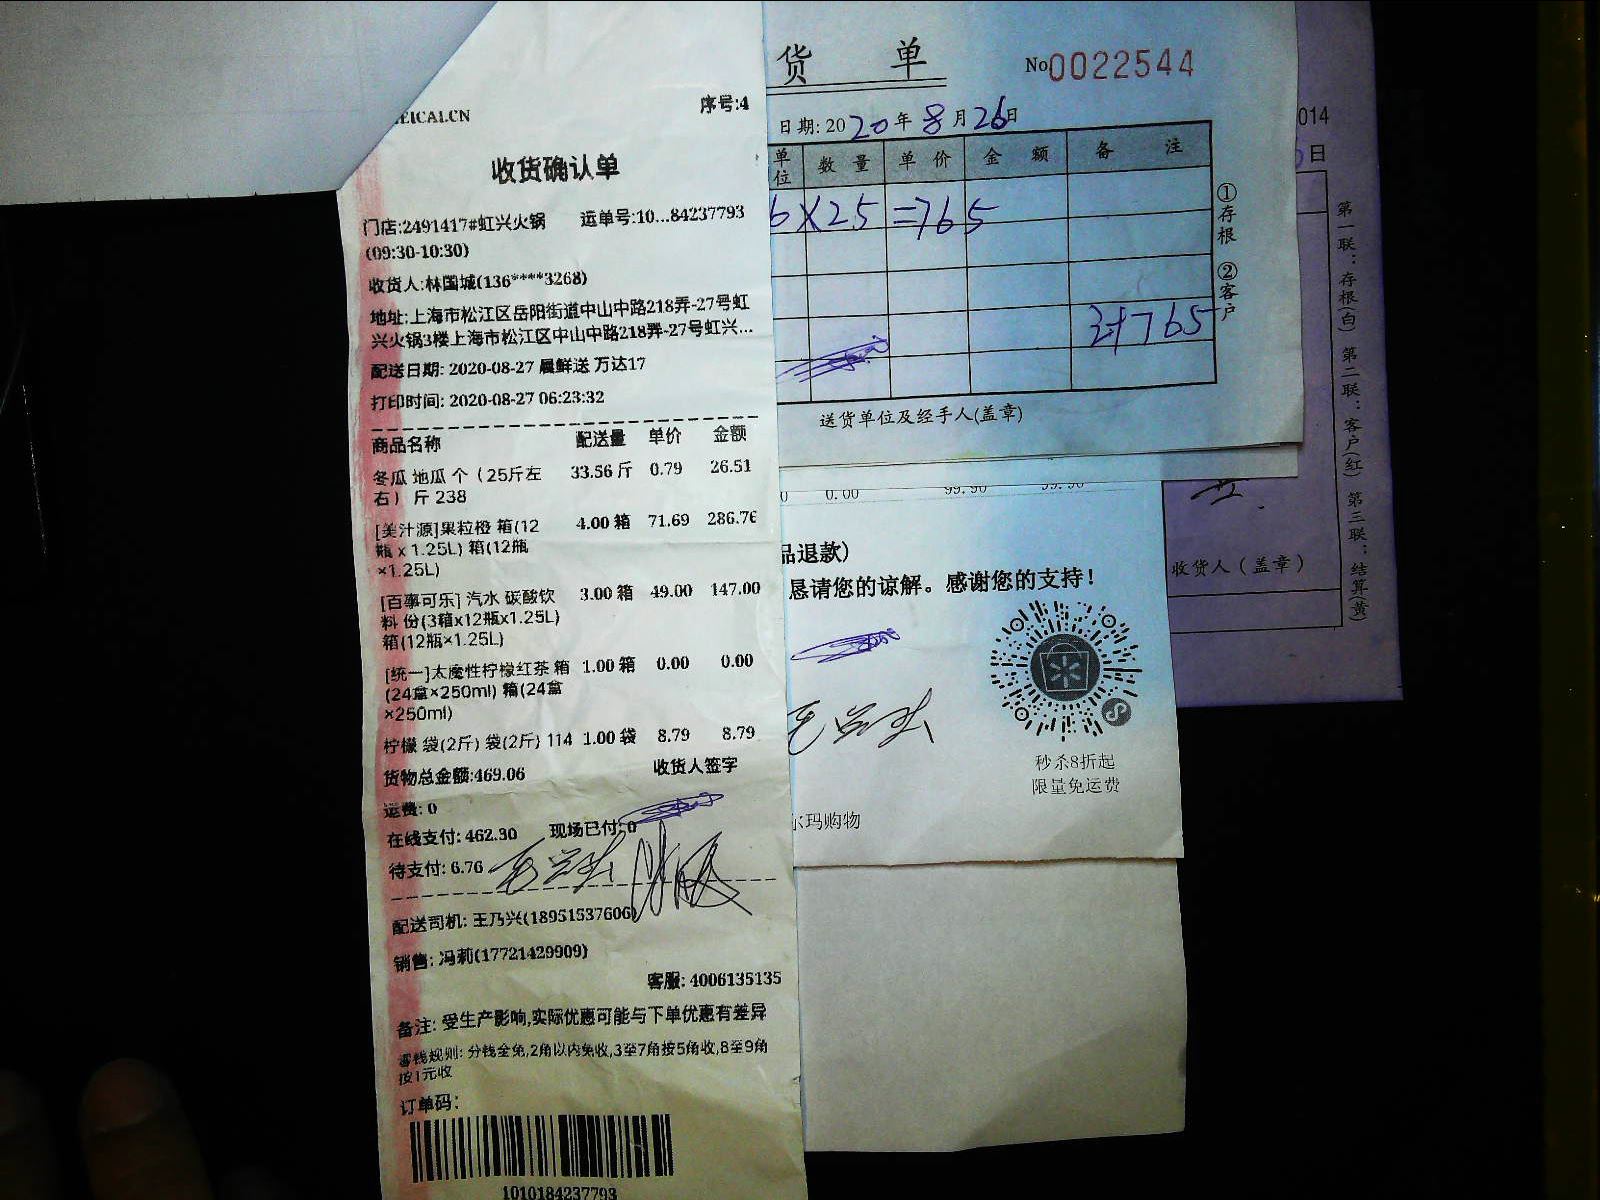 EICAI.CN
序号:4
收货确认单
门店:2491417#虹兴火锅 运单号:10...84237793
(09:30-10:30)
收货人:林国城(136****3268)
地址:上海市松江区岳阳街道中山中路218弄-27号虹
兴火锅3楼上海市松江区中山中路218弄-27号虹兴...
配送日期: 2020-08-27 晨鲜送 万达17
打印时间: 2020-08-27 06:23:32
商品名称 配送量 单价 金额
冬瓜 地瓜 个（25斤左 33.56 斤 0.79 26.51
右） 斤 238
[美汁源]果粒橙 箱(12 4.00 箱 71.69 286.76
瓶 x 1.25L) 箱(12瓶
×1.25L)
[百事可乐] 汽水 碳酸饮 3.00 箱 49.00 147.00
料 份(3箱x12瓶x1.25L)
箱(12瓶×1.25L)
[统一]太魔性柠檬红茶 箱 1.00 箱 0.00 0.00
(24盒×250ml) 箱(24盒
×250ml)
柠檬 袋(2斤) 袋(2斤) 114 1.00 袋 8.79 8.79
货物总金额:469.06 收货人签字
运费: 0
在线支付: 462.30 现场已付: 0
待支付: 6.76
配送司机: 王乃兴(18951537606)
销售: 冯莉(17721429909)
客服: 4006135135
备注: 受生产影响,实际优惠可能与下单优惠有差异
零钱规则: 分钱全免,2角以内免收,3至7角按5角收,8至9角
按1元收
订单码:
1010184237793
货 单
No0022544
日期: 2020年 8月 26日
单位 数 量 单 价 金 额 备 注
6×25=765
计765
①存根 ②客户
送货单位及经手人(盖章)
0 0.00 99.90 99.90
品退款)
恳请您的谅解。感谢您的支持!
秒杀8折起
限量免运费
尔玛购物
014
日
第一联：存根(白) 第二联：客户(红) 第三联：结算(黄)
收货人（盖章）